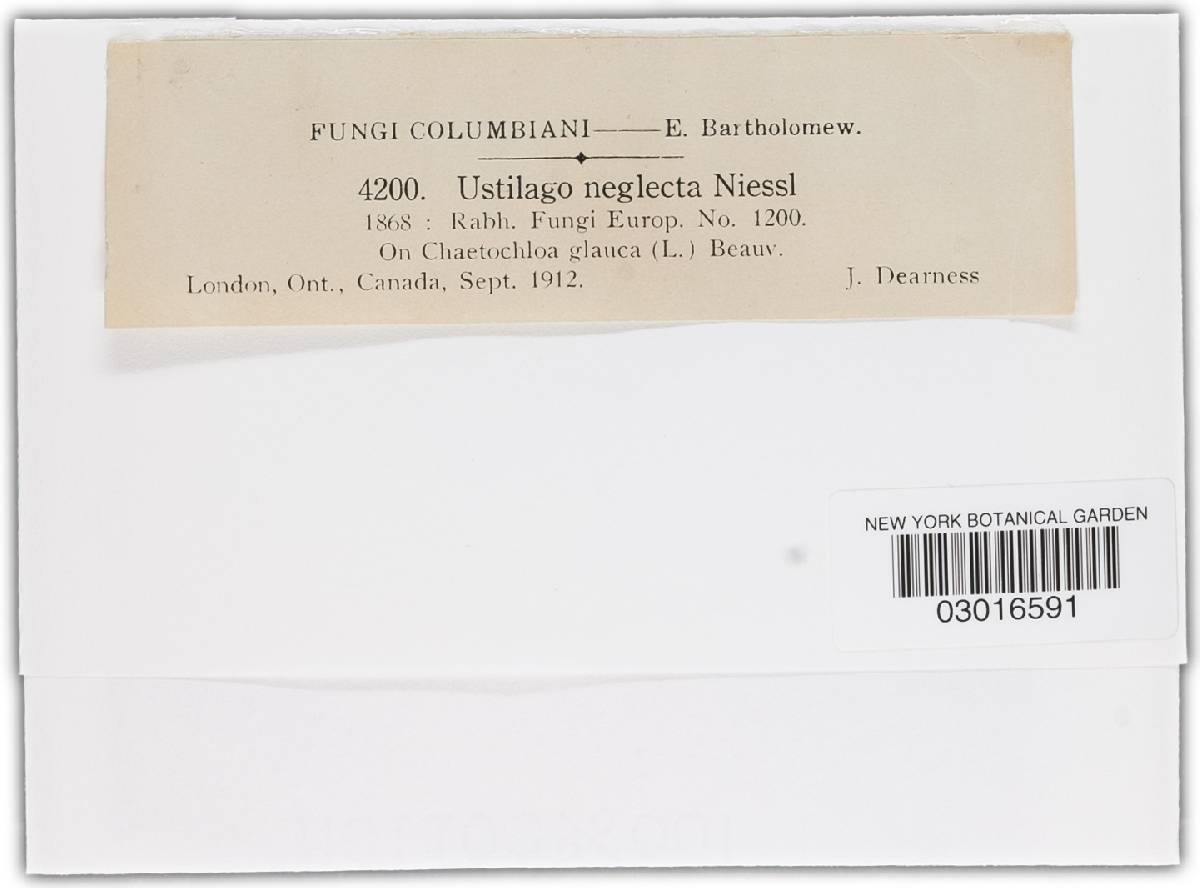 FUNGI COLUMBIANI——E. Bartholomew.
4200. Ustilago neglecta Niessl
1868 : Rabh. Fungi Europ. No. 1200.
On Chaetochloa glauca (L.) Beauv.
London, Ont., Canada, Sept. 1912. J. Dearness
NEW YORK BOTANICAL GARDEN
03016591